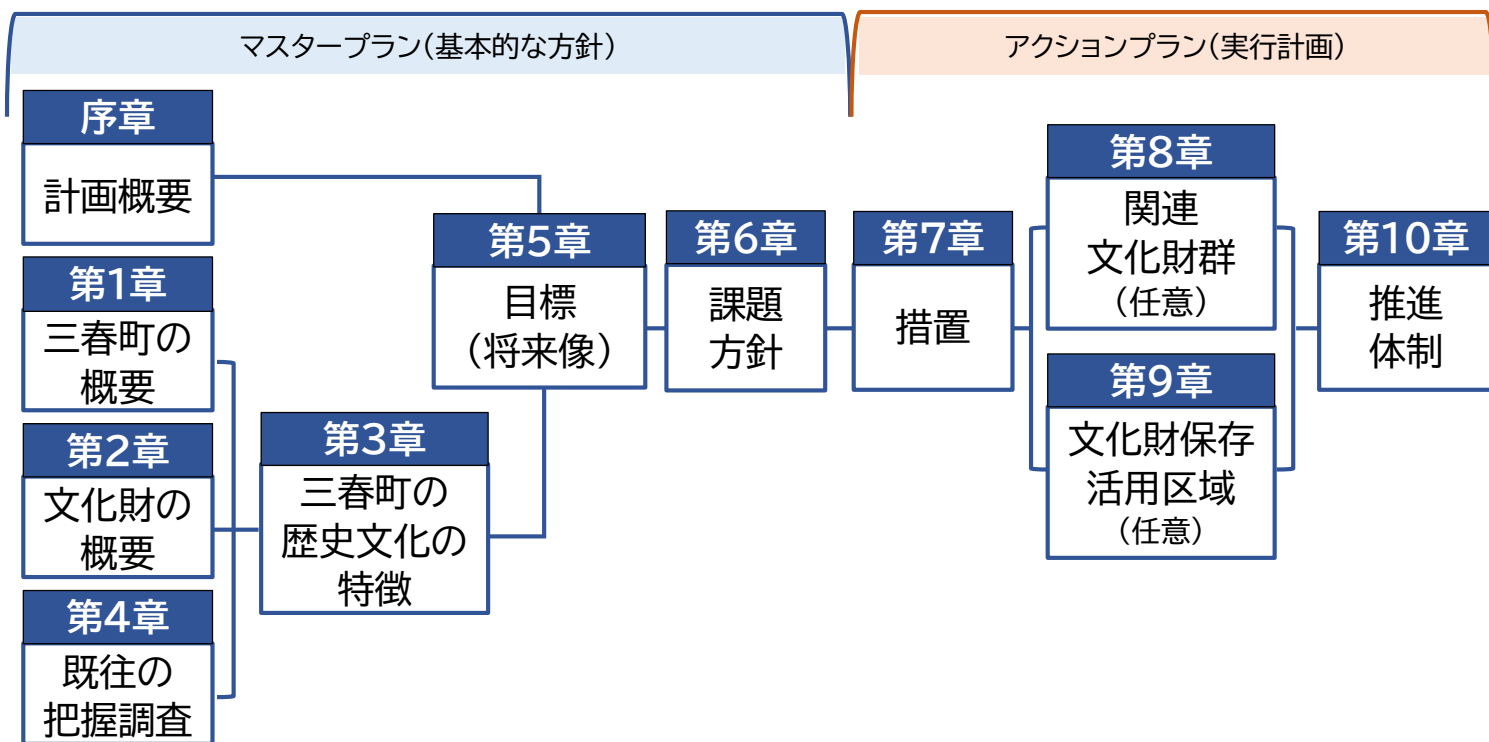 マスタープラン(基本的な方針)
アクションプラン(実行計画)
序章
計画概要
第1章
三春町の
概要
第2章
文化財の
概要
第4章
既往の
把握調査
第3章
三春町の
歴史文化の
特徴
第5章
目標
(将来像)
第6章
課題
方針
第7章
措置
第8章
関連
文化財群
(任意)
第9章
文化財保存
活用区域
(任意)
第10章
推進
体制